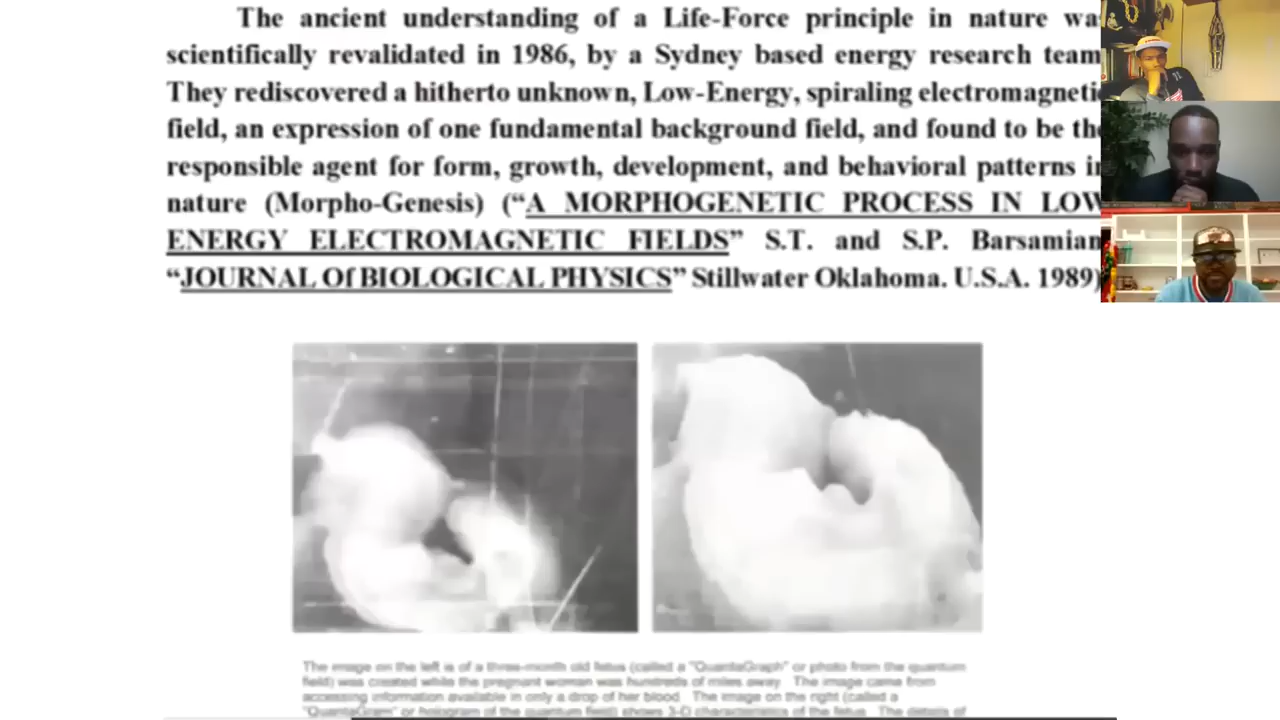 The ancient understanding of a Life-Force principle in nature wa
scientifically revalidated in 1986, by a Sydney based energy research team
They rediscovered a hitherto unknown, Low-Energy, spiraling electromagneti
field, an expression of one fundamental background field, and found to be th
responsible agent for form, growth, development, and behavioral patterns i
nature (Morpho-Genesis) (“A MORPHOGENETIC PROCESS IN LOW
ENERGY ELECTROMAGNETIC FIELDS” S.T. and S.P. Barsamian
“JOURNAL Of BIOLOGICAL PHYSICS” Stillwater Oklahoma. U.S.A. 1989)
The image on the left is of a three-month old fetus (called a "QuantaGraph" or photo from the quantum
field) was created while the pregnant woman was hundreds of miles away. The image came from
accessing information available in only a drop of her blood. The image on the right (called a
"QuantaGram" or hologram of the quantum field) shows 3-D characteristics of the fetus. The details of